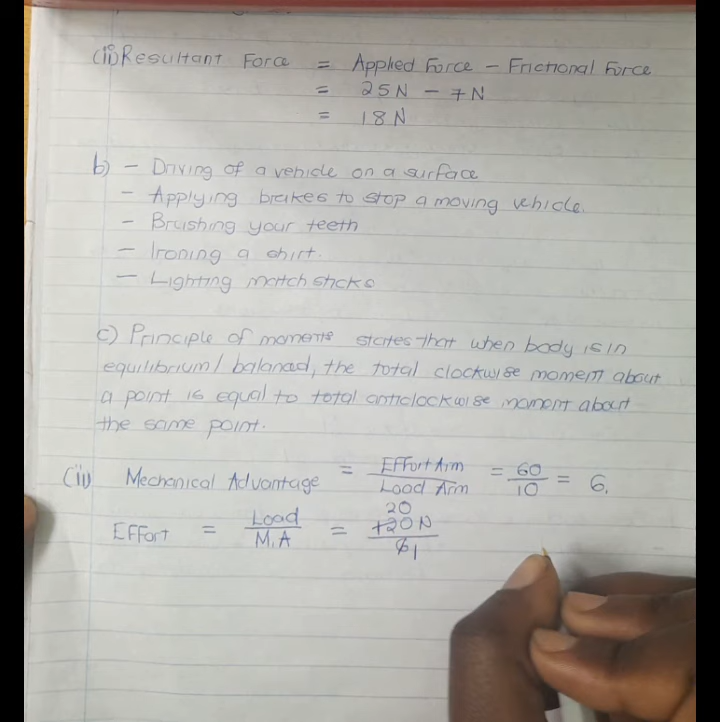 (ii) Resultant Force = Applied Force - Frictional Force
= 25N - 7N
= 18N
b) - Driving of a vehicle on a surface
- Applying brakes to stop a moving vehicle.
- Brushing your teeth
- Ironing a shirt.
- Lighting match sticks
c) Principle of moments states that when body is in
equilibrium/ balanced, the total clockwise moment about
a point is equal to total anticlockwise moment about
the same point.
(ii) Mechanical Advantage = Effort Arm / Load Arm = 60/10 = 6.
20
Effort = Load / M.A = 120N / 6 1